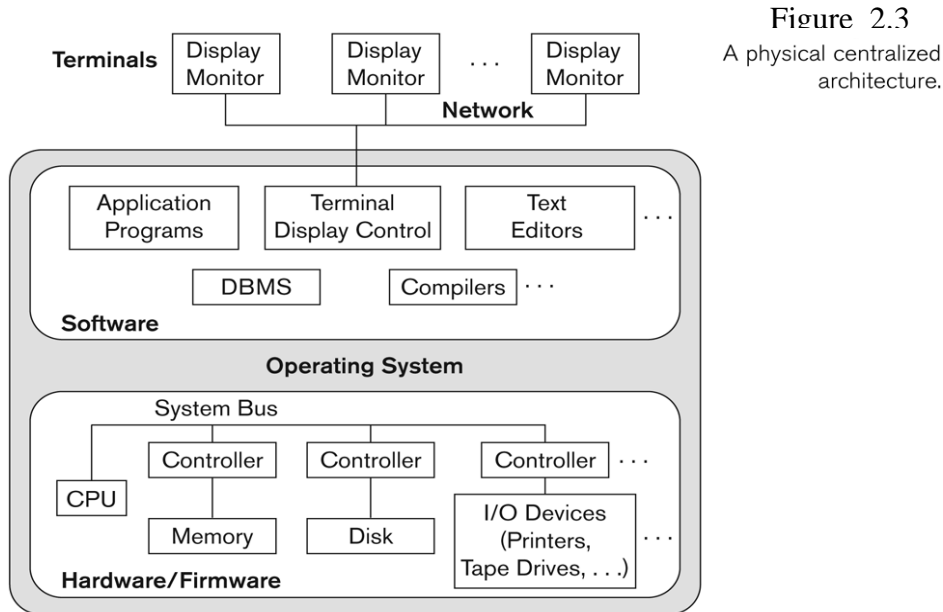 Figure 2.3
A physical centralized
architecture.
Terminals
Display
Monitor
Display
Monitor
. . .
Display
Monitor
Network
Application
Programs
Terminal
Display Control
Text
Editors
. . .
DBMS
Compilers
. . .
Software
Operating System
System Bus
Controller
Controller
Controller
. . .
CPU
Memory
Disk
I/O Devices
(Printers,
Tape Drives, . . .)
. . .
Hardware/Firmware